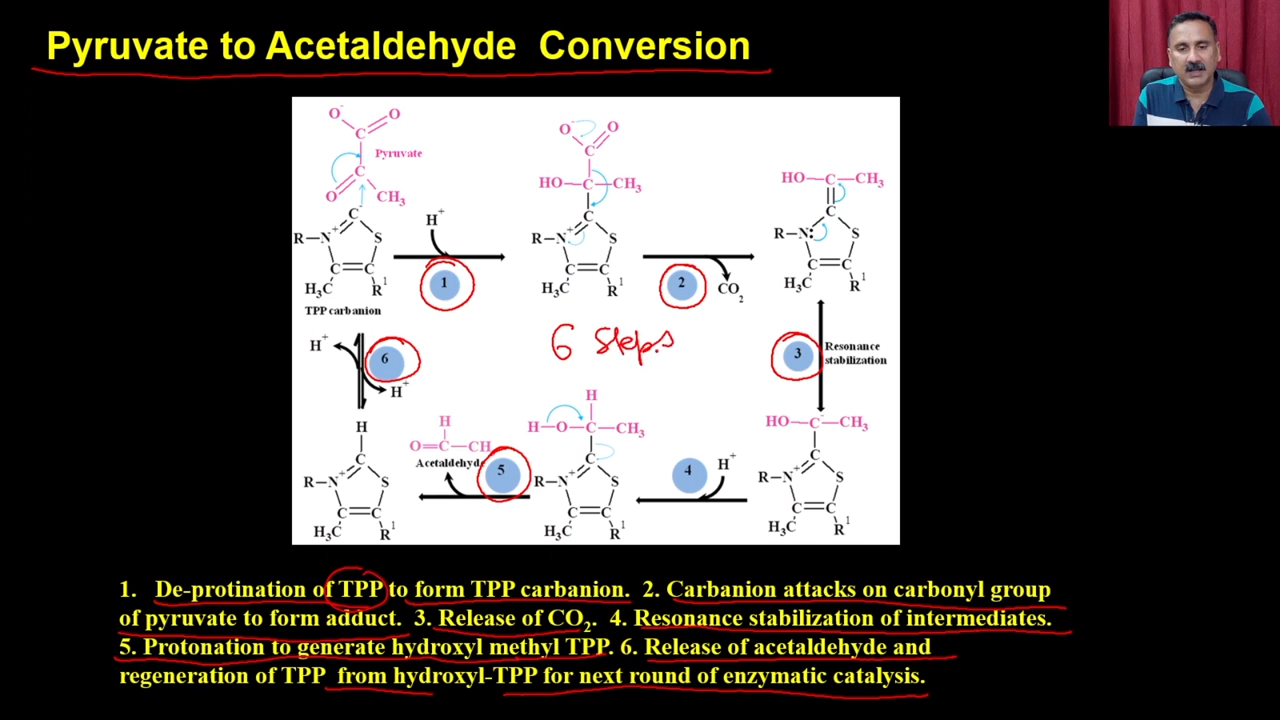 Pyruvate to Acetaldehyde Conversion
O⁻ O
C
Pyruvate
C
O CH₃
C⁻
R–N⁺ S
C=C
H₃C R¹
TPP carbanion
H⁺
1
O⁻ O
C
HO–C–CH₃
C
R–N⁺ S
C=C
H₃C R¹
2
CO₂
HO–C–CH₃
C
R–N: S
C=C
H₃C R¹
6 Steps
3
Resonance
stabilization
H⁺
6
H⁺
HO–C⁻–CH₃
C
R–N⁺ S
C=C
H₃C R¹
4
H⁺
H
H–O–C–CH₃
C
R–N⁺ S
C=C
H₃C R¹
5
H
O=C–CH
Acetaldehyde
H
C
R–N⁺ S
C=C
H₃C R¹
1. De-protination of TPP to form TPP carbanion. 2. Carbanion attacks on carbonyl group
of pyruvate to form adduct. 3. Release of CO₂. 4. Resonance stabilization of intermediates.
5. Protonation to generate hydroxyl methyl TPP. 6. Release of acetaldehyde and
regeneration of TPP from hydroxyl-TPP for next round of enzymatic catalysis.